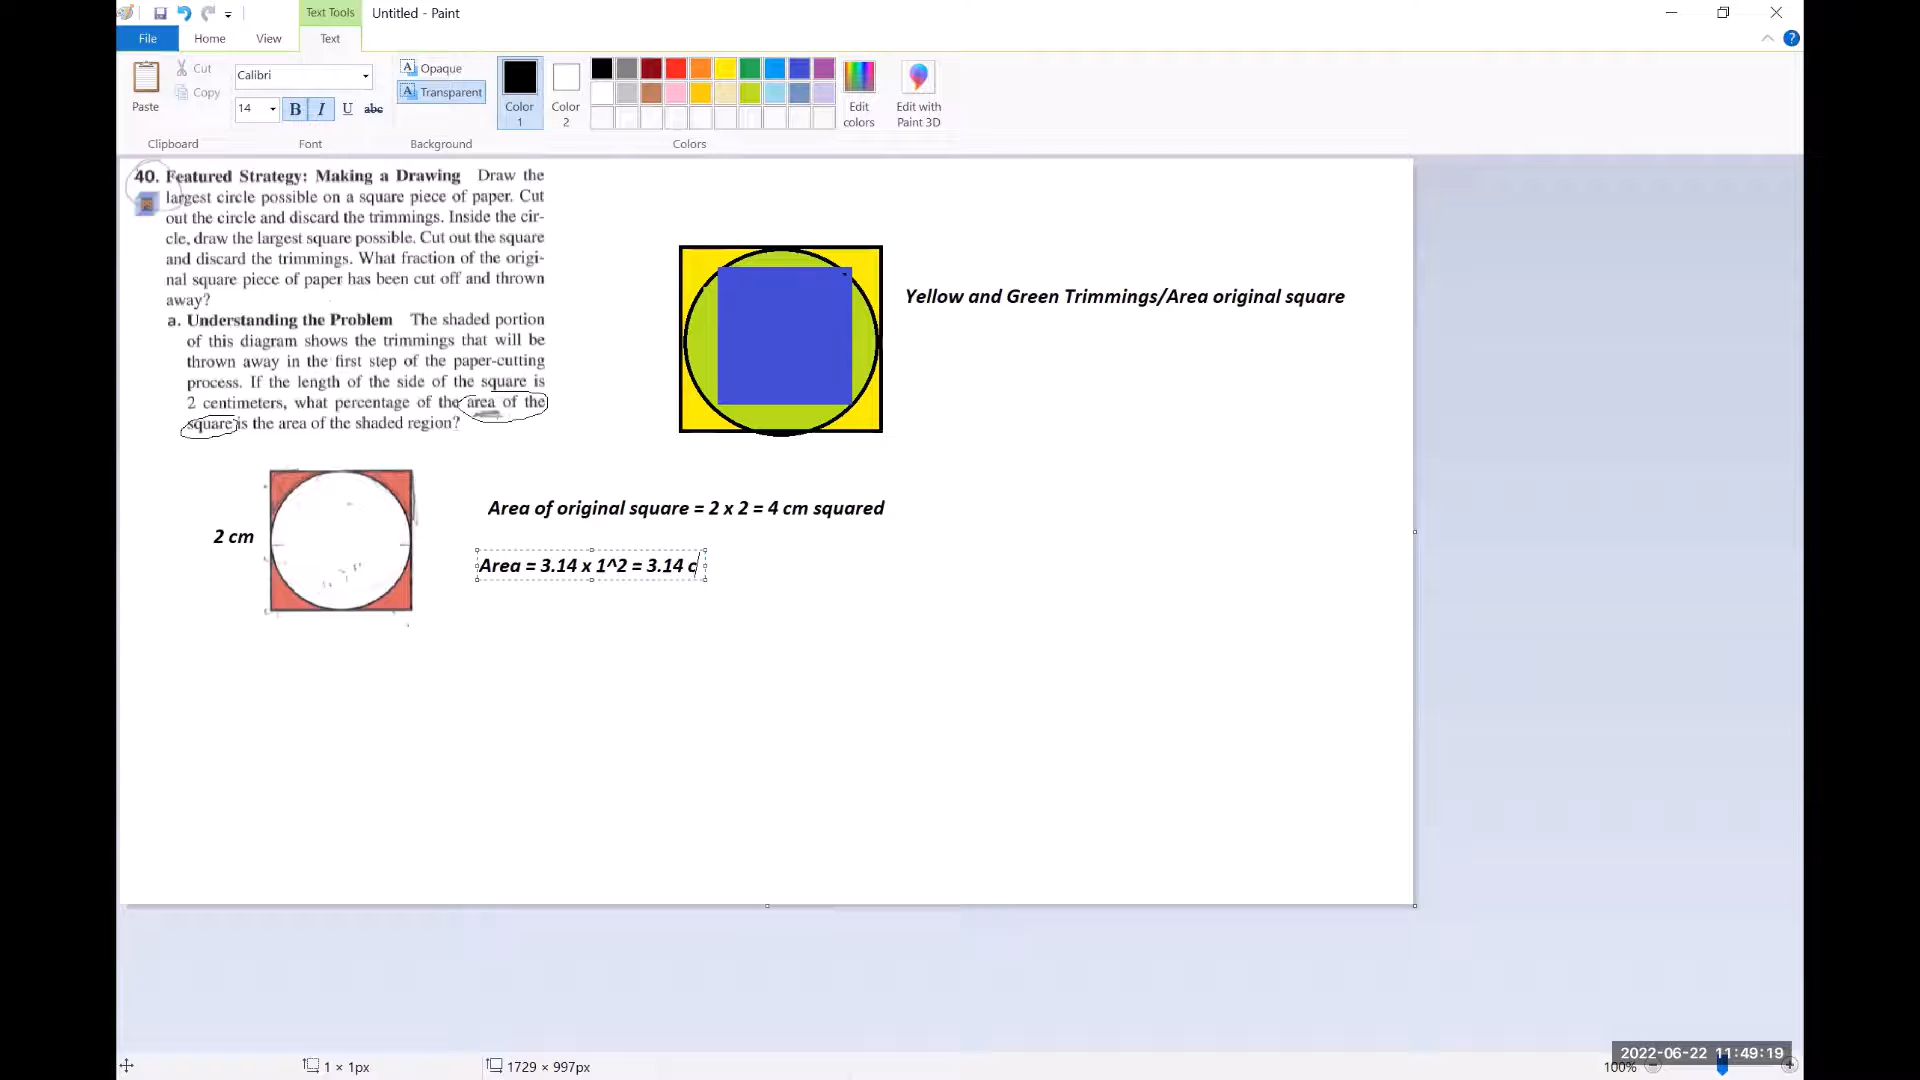 Text Tools
Untitled - Paint
File
Home
View
Text
?
Paste
Cut
Copy
Clipboard
Calibri
14
B I U abc
Font
A Opaque
A Transparent
Background
Color 1
Color 2
Edit colors
Edit with Paint 3D
Colors
40. Featured Strategy: Making a Drawing Draw the
largest circle possible on a square piece of paper. Cut
out the circle and discard the trimmings. Inside the cir-
cle, draw the largest square possible. Cut out the square
and discard the trimmings. What fraction of the origi-
nal square piece of paper has been cut off and thrown
away?
a. Understanding the Problem The shaded portion
of this diagram shows the trimmings that will be
thrown away in the first step of the paper-cutting
process. If the length of the side of the square is
2 centimeters, what percentage of the area of the
square is the area of the shaded region?
Yellow and Green Trimmings/Area original square
2 cm
Area of original square = 2 x 2 = 4 cm squared
Area = 3.14 x 1^2 = 3.14 c
1 × 1px
1729 × 997px
2022-06-22 11:49:19
100%